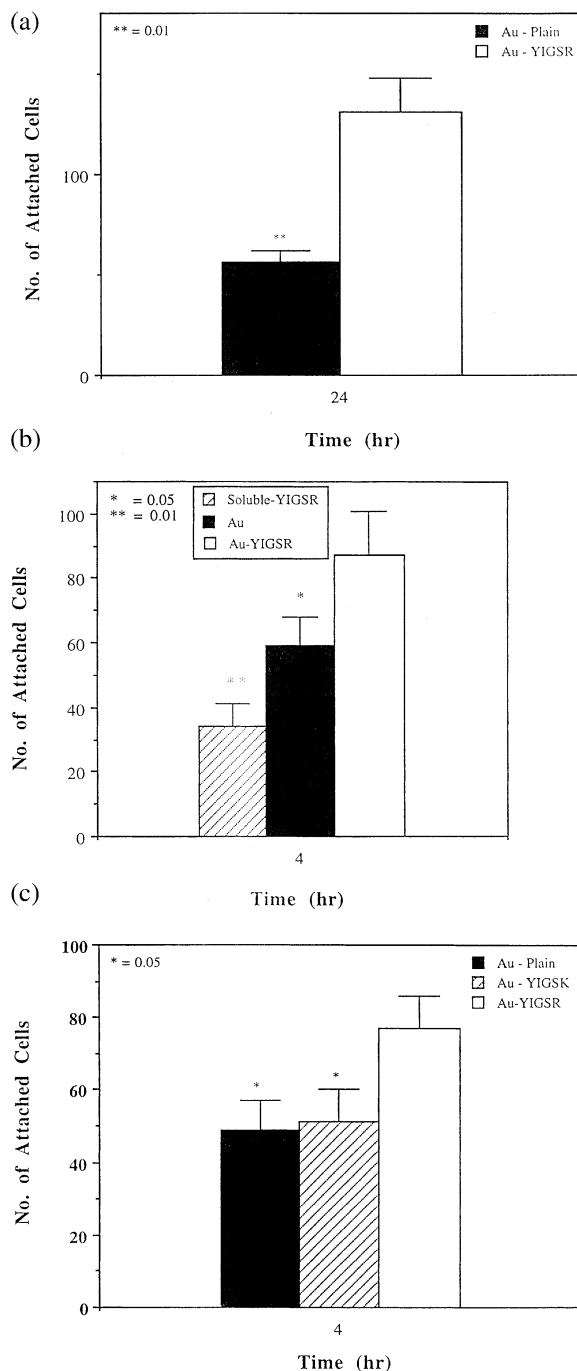 (a)
** = 0.01
Au - Plain
Au - YIGSR
No. of Attached Cells
100
0
**
24
Time (hr)
(b)
* = 0.05
** = 0.01
Soluble-YIGSR
Au
Au-YIGSR
No. of Attached Cells
100
80
60
40
20
0
**
*
4
Time (hr)
(c)
* = 0.05
Au - Plain
Au - YIGSK
Au-YIGSR
No. of Attached Cells
100
80
60
40
20
0
*
*
4
Time (hr)